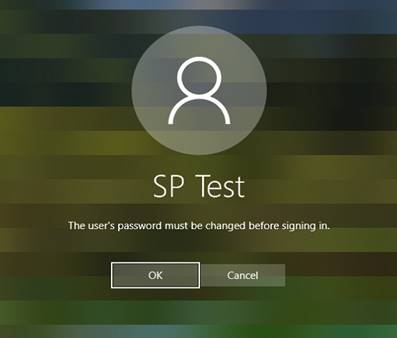 SP Test
The user's password must be changed before signing in.
OK
Cancel